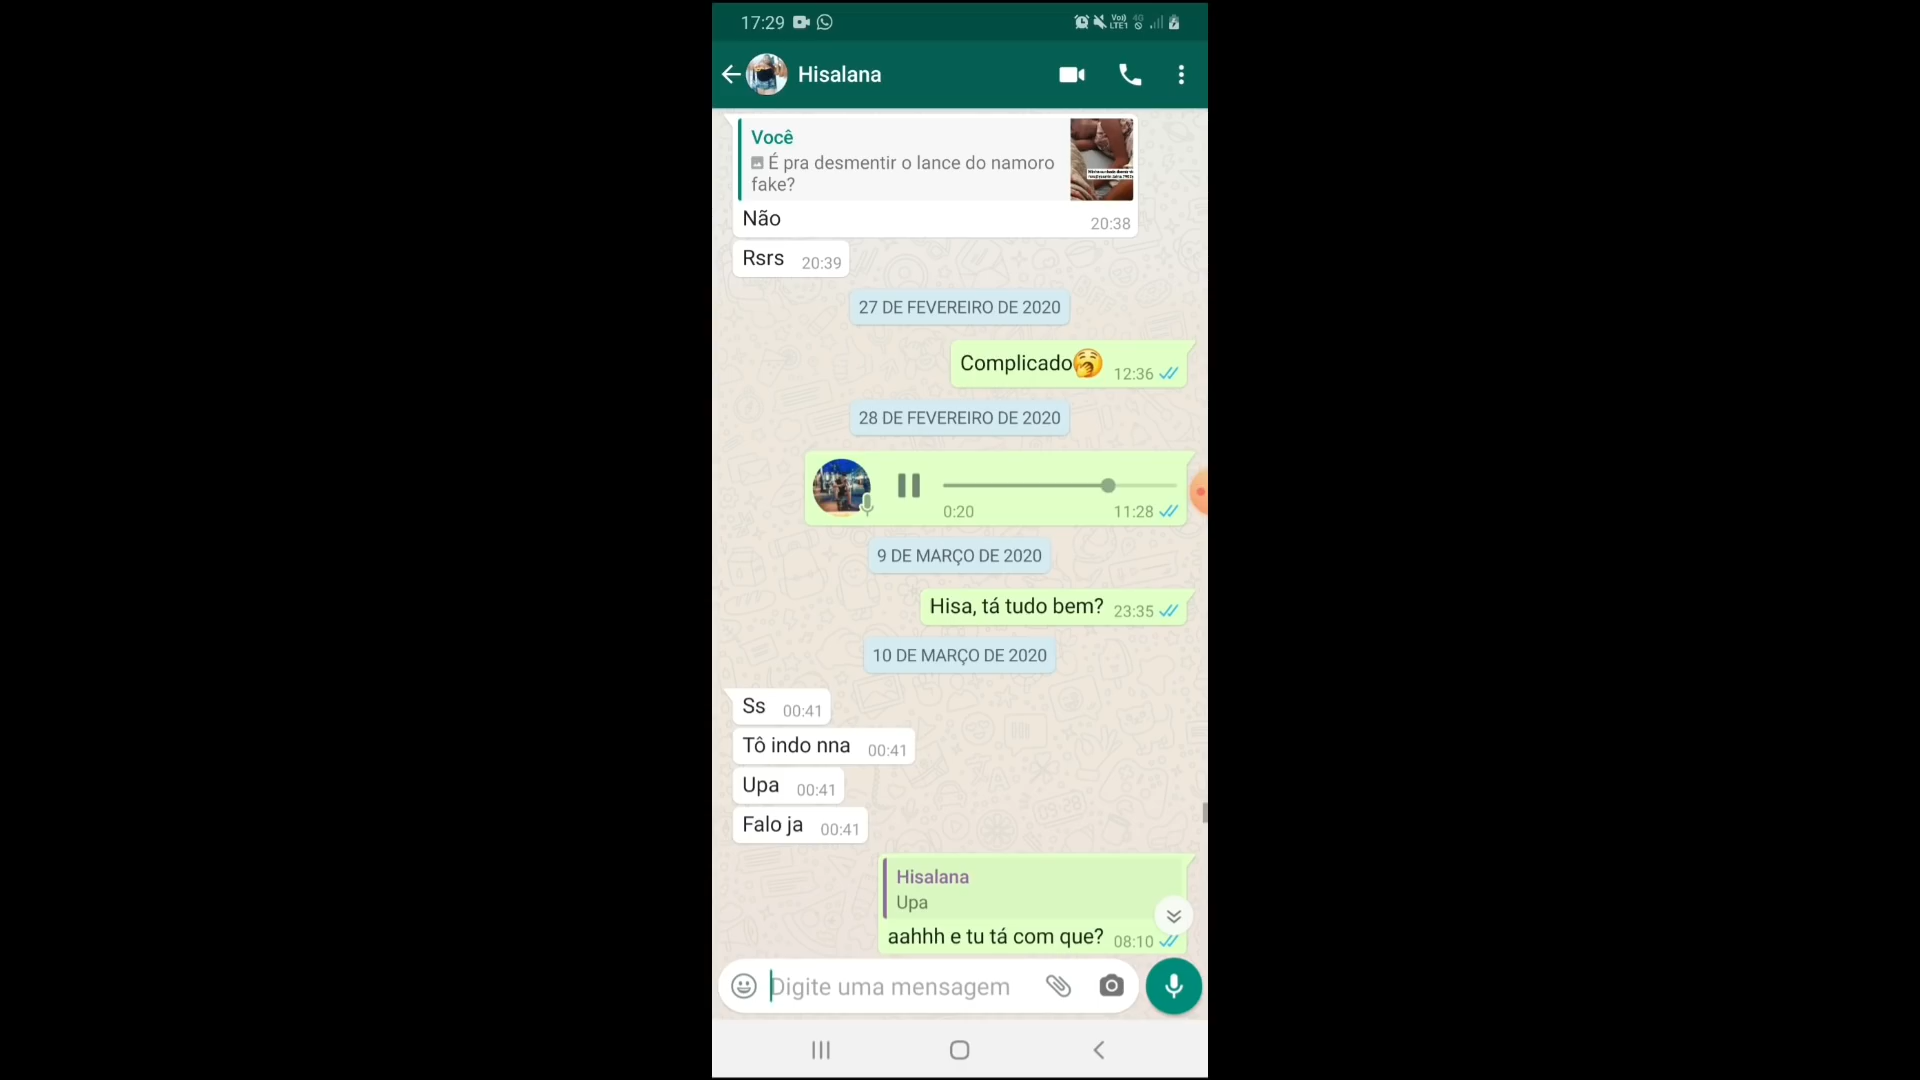 17:29
Vo))
LTE1
4G
Hisalana
Você
É pra desmentir o lance do namoro
fake?
Não
20:38
Rsrs 20:39
27 DE FEVEREIRO DE 2020
Complicado🥱 12:36
28 DE FEVEREIRO DE 2020
0:20 11:28
9 DE MARÇO DE 2020
Hisa, tá tudo bem? 23:35
10 DE MARÇO DE 2020
Ss 00:41
Tô indo nna 00:41
Upa 00:41
Falo ja 00:41
Hisalana
Upa
aahhh e tu tá com que? 08:10
Digite uma mensagem